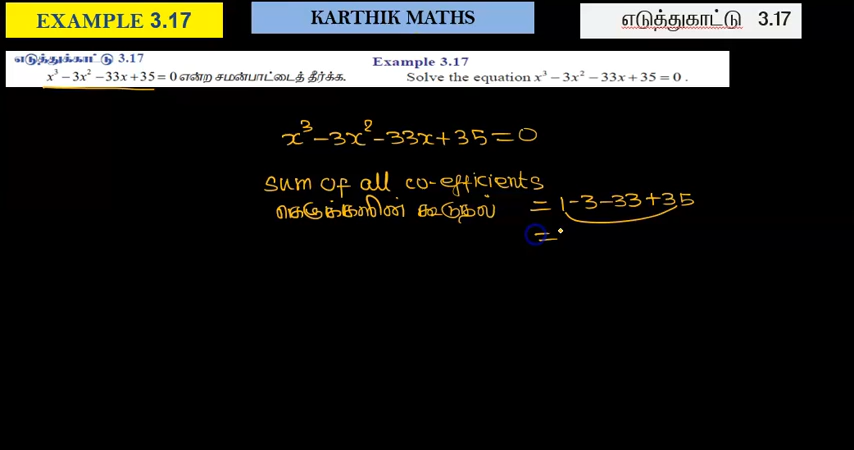 EXAMPLE 3.17
KARTHIK MATHS
எடுத்துகாட்டு 3.17
எடுத்துக்காட்டு 3.17
x³ − 3x² − 33x + 35 = 0 என்ற சமன்பாட்டைத் தீர்க்க.
Example 3.17
Solve the equation x³ − 3x² − 33x + 35 = 0 .
x³ − 3x² − 33x + 35 = 0
sum of all co-efficients
கெழுக்களின் கூடுதல் = 1 - 3 - 33 + 35
=